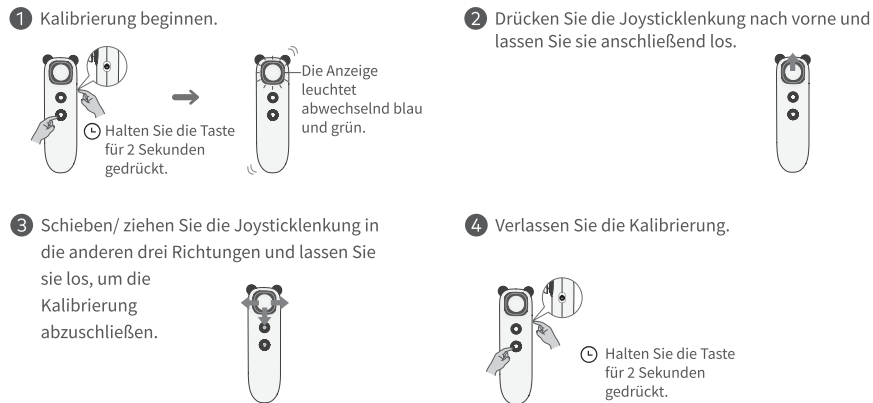 1 Kalibrierung beginnen.
Die Anzeige
leuchtet
abwechselnd blau
und grün.
Halten Sie die Taste
für 2 Sekunden
gedrückt.
2 Drücken Sie die Joysticklenkung nach vorne und
lassen Sie sie anschließend los.
3 Schieben/ ziehen Sie die Joysticklenkung in
die anderen drei Richtungen und lassen Sie
sie los, um die
Kalibrierung
abzuschließen.
4 Verlassen Sie die Kalibrierung.
Halten Sie die Taste
für 2 Sekunden
gedrückt.